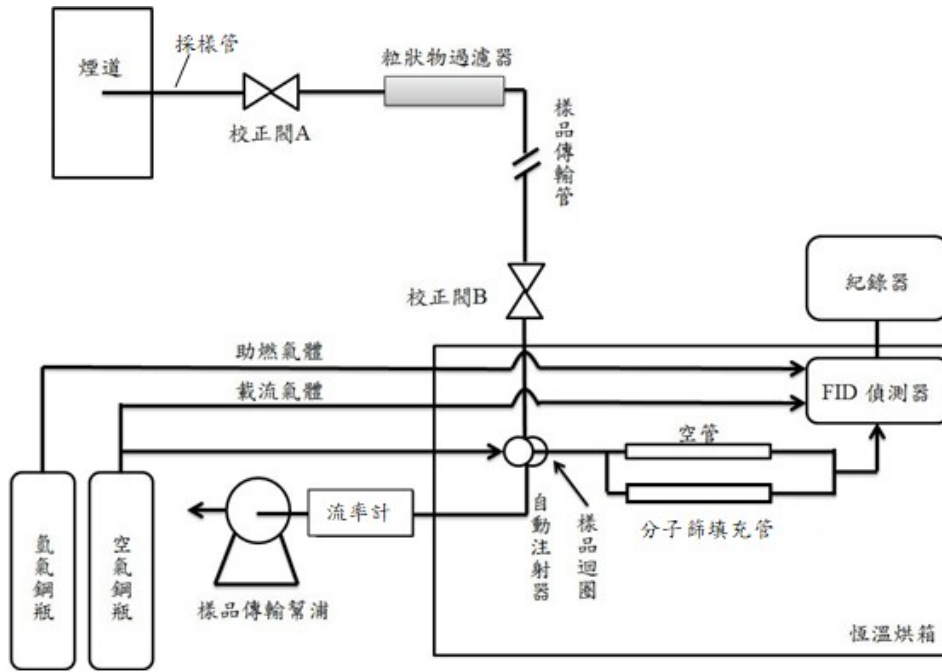 煙道
採樣管
校正閥A
粒狀物過濾器
樣品傳輸管
校正閥B
紀錄器
助燃氣體
載流氣體
FID 偵測器
空管
分子篩填充管
自動注射器
樣品迴圈
流率計
樣品傳輸幫浦
氫氣鋼瓶
空氣鋼瓶
恆溫烘箱